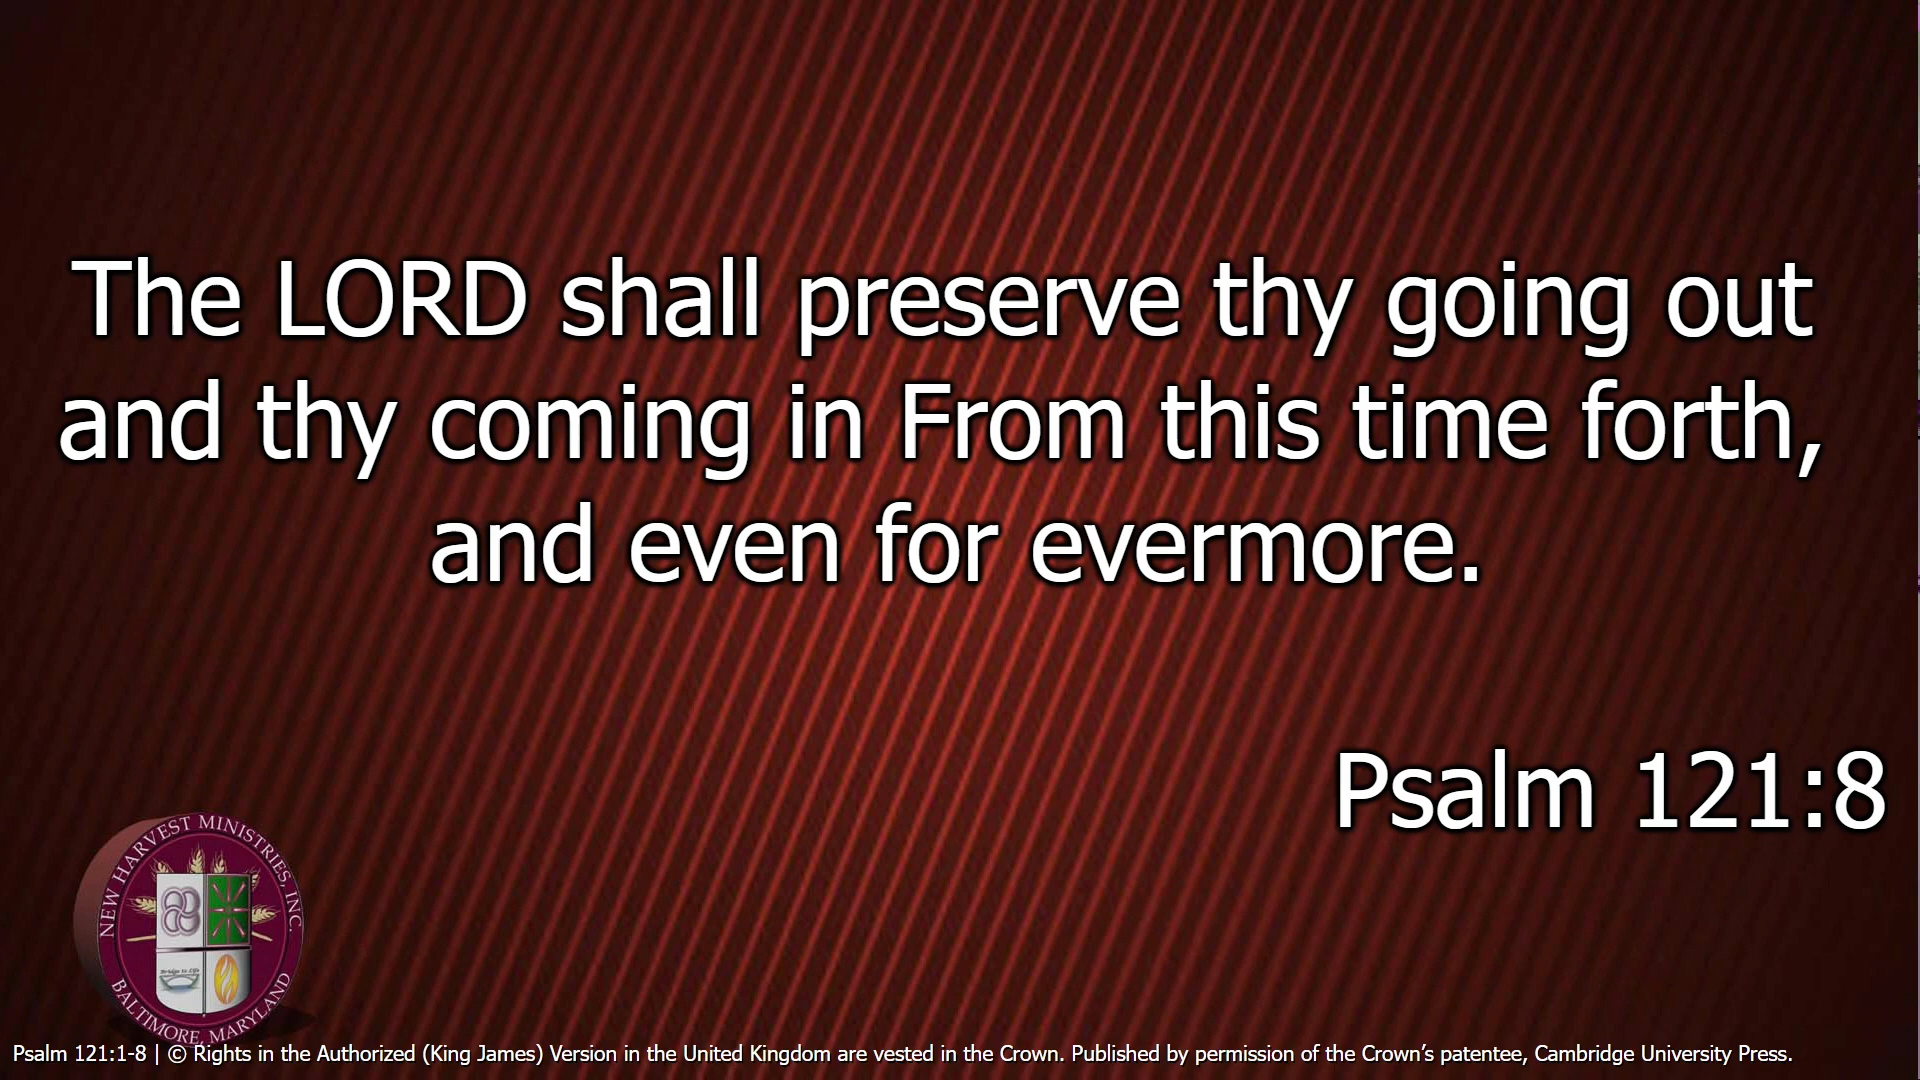 The LORD shall preserve thy going out
and thy coming in From this time forth,
and even for evermore.
Psalm 121:8
NEW HARVEST MINISTRIES, INC.
Bridge to Life
BALTIMORE, MARYLAND
Psalm 121:1-8 | © Rights in the Authorized (King James) Version in the United Kingdom are vested in the Crown. Published by permission of the Crown’s patentee, Cambridge University Press.